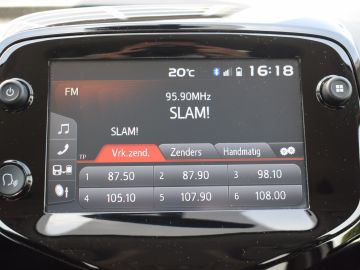 20°C 16:18
FM
95.90MHz
SLAM!
SLAM!
TP Vrk.zend. Zenders Handmatig
1 87.50 2 87.90 3 98.10
4 105.10 5 107.90 6 108.00